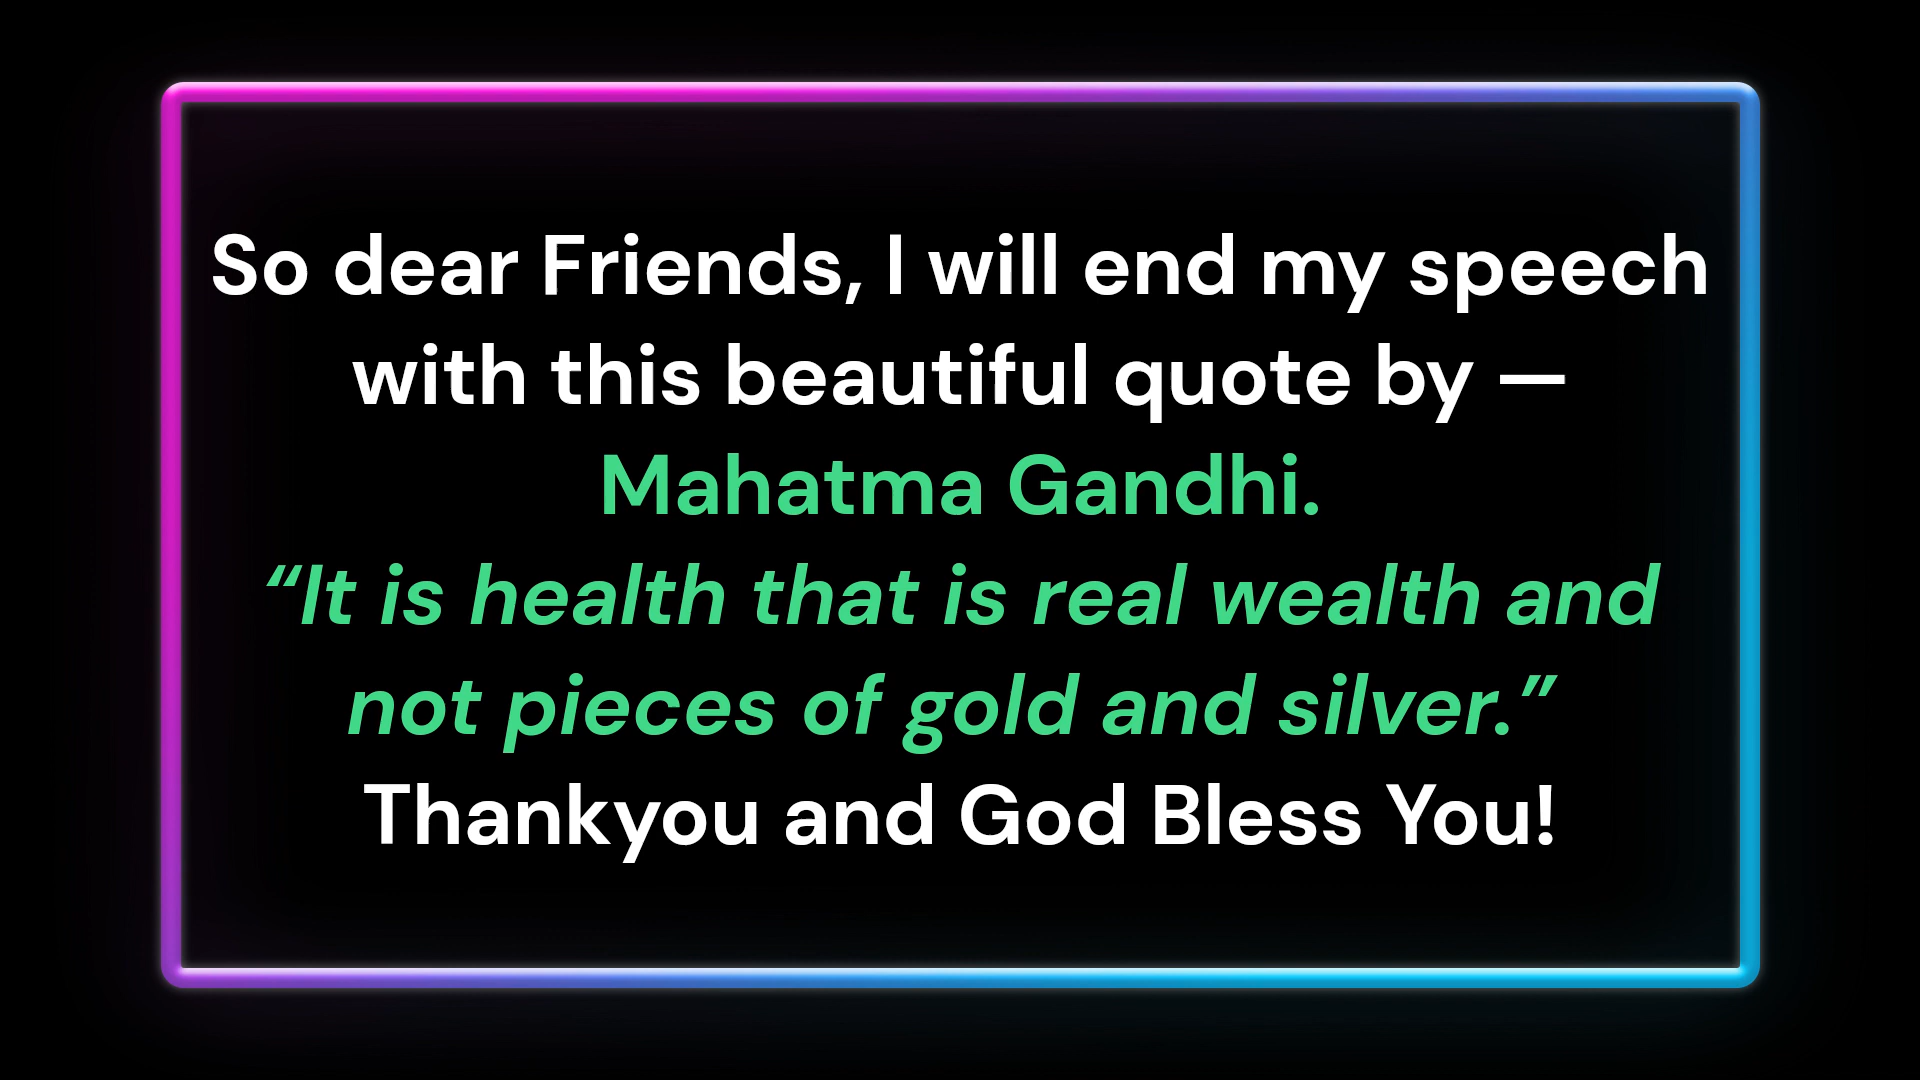 So dear Friends, I will end my speech
with this beautiful quote by —
Mahatma Gandhi.
“It is health that is real wealth and
not pieces of gold and silver.”
Thankyou and God Bless You!